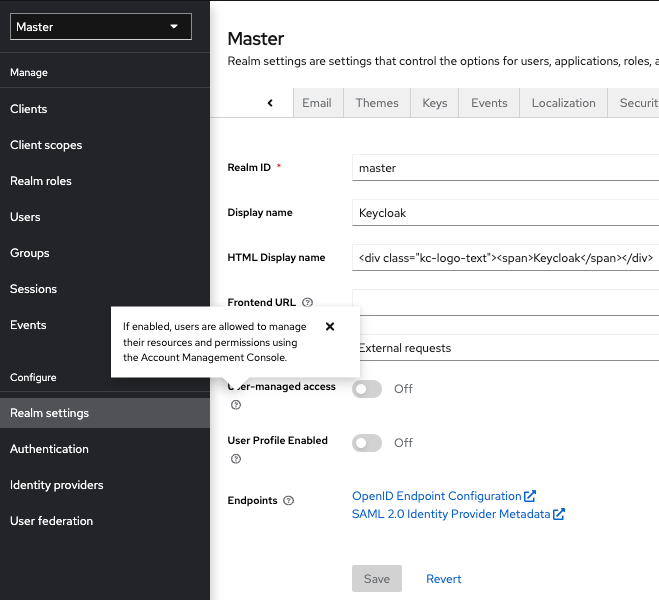 Master
Manage
Clients
Client scopes
Realm roles
Users
Groups
Sessions
Events
Configure
Realm settings
Authentication
Identity providers
User federation
Master
Realm settings are settings that control the options for users, applications, roles,
Email Themes Keys Events Localization Securit
Realm ID * master
Display name Keycloak
HTML Display name <div class="kc-logo-text"><span>Keycloak</span></div>
Frontend URL
If enabled, users are allowed to manage
their resources and permissions using
the Account Management Console.
External requests
User-managed access Off
User Profile Enabled Off
Endpoints OpenID Endpoint Configuration
SAML 2.0 Identity Provider Metadata
Save Revert